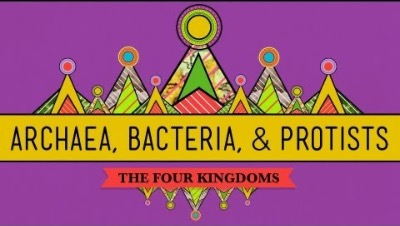 ARCHAEA, BACTERIA, & PROTISTS
THE FOUR KINGDOMS